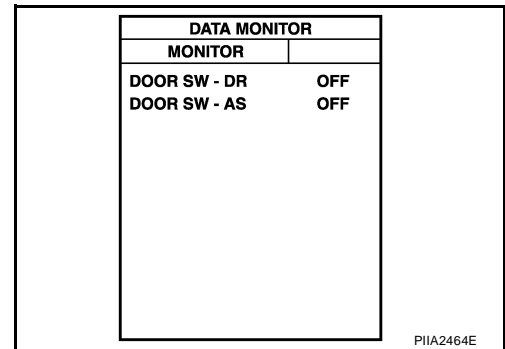 DATA MONITOR
MONITOR
DOOR SW - DR OFF
DOOR SW - AS OFF
PIIA2464E